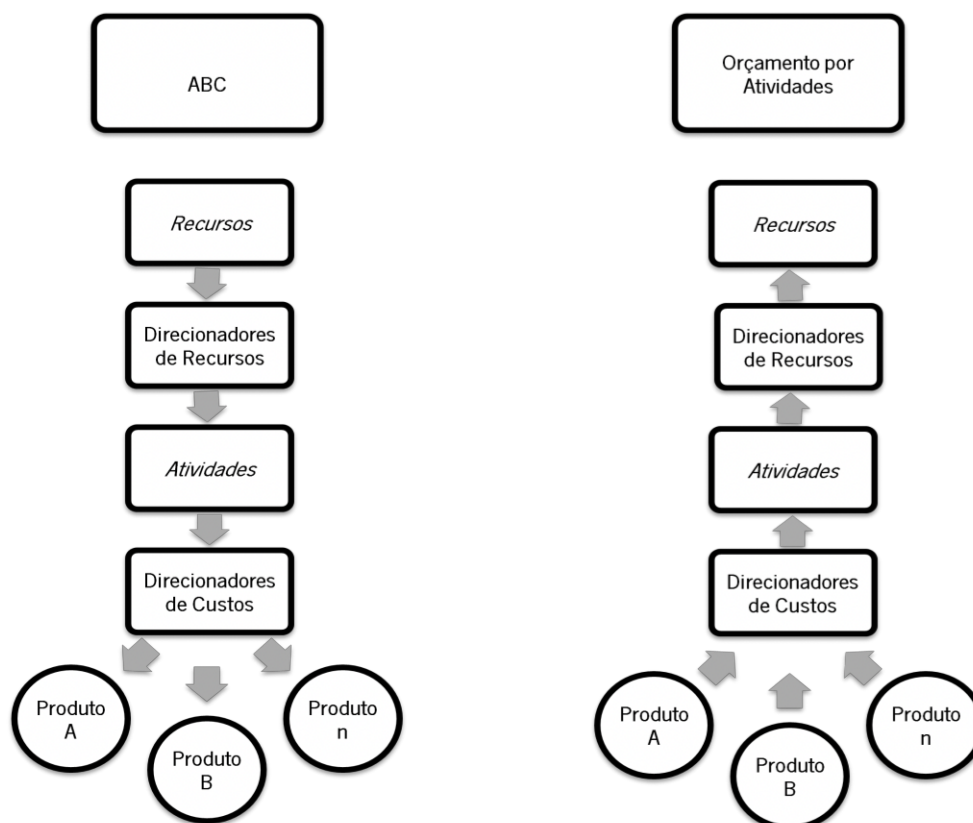 ABC
Recursos
Direcionadores
de Recursos
Atividades
Direcionadores
de Custos
Produto
A
Produto
B
Produto
n
Orçamento por
Atividades
Recursos
Direcionadores
de Recursos
Atividades
Direcionadores
de Custos
Produto
A
Produto
B
Produto
n